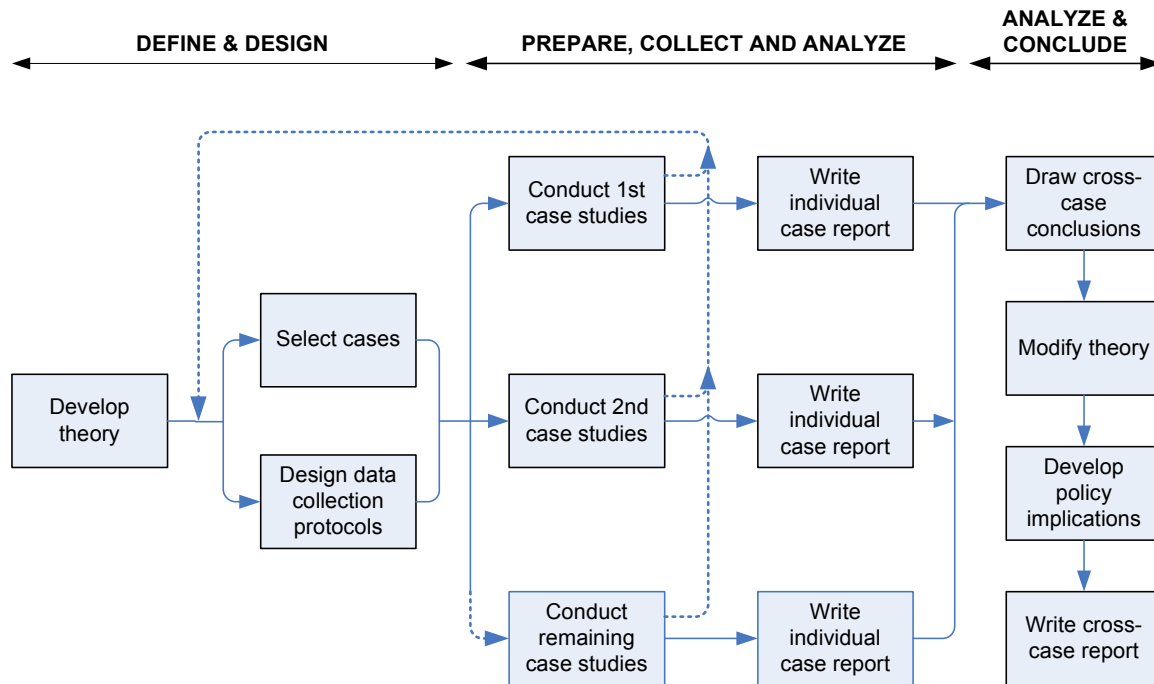 DEFINE & DESIGN
PREPARE, COLLECT AND ANALYZE
ANALYZE &
CONCLUDE
Develop
theory
Select cases
Design data
collection
protocols
Conduct 1st
case studies
Write
individual
case report
Conduct 2nd
case studies
Write
individual
case report
Conduct
remaining
case studies
Write
individual
case report
Draw cross-
case
conclusions
Modify theory
Develop
policy
implications
Write cross-
case report